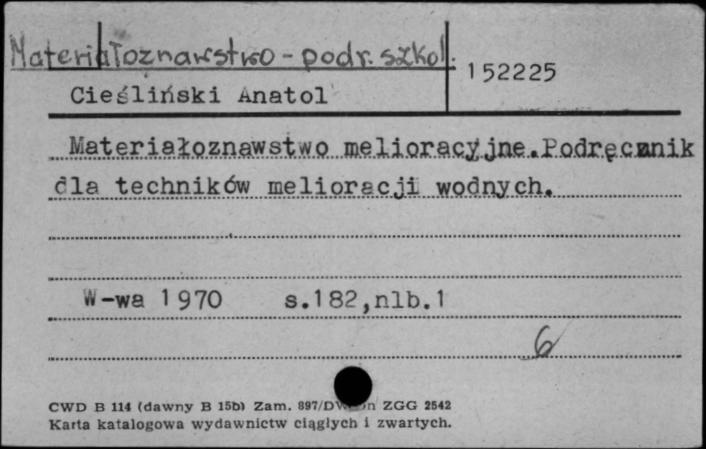 Materiałoznawstwo - podr. szkol.
152225
Cieśliński Anatol
Materiałoznawstwo melioracyjne.Podręcznik
dla techników melioracji wodnych.
W-wa 1970 s.182,nlb.1
6
CWD B 114 (dawny B 15b) Zam. 897/ ZGG 2542
Karta katalogowa wydawnictw ciągłych i zwartych.